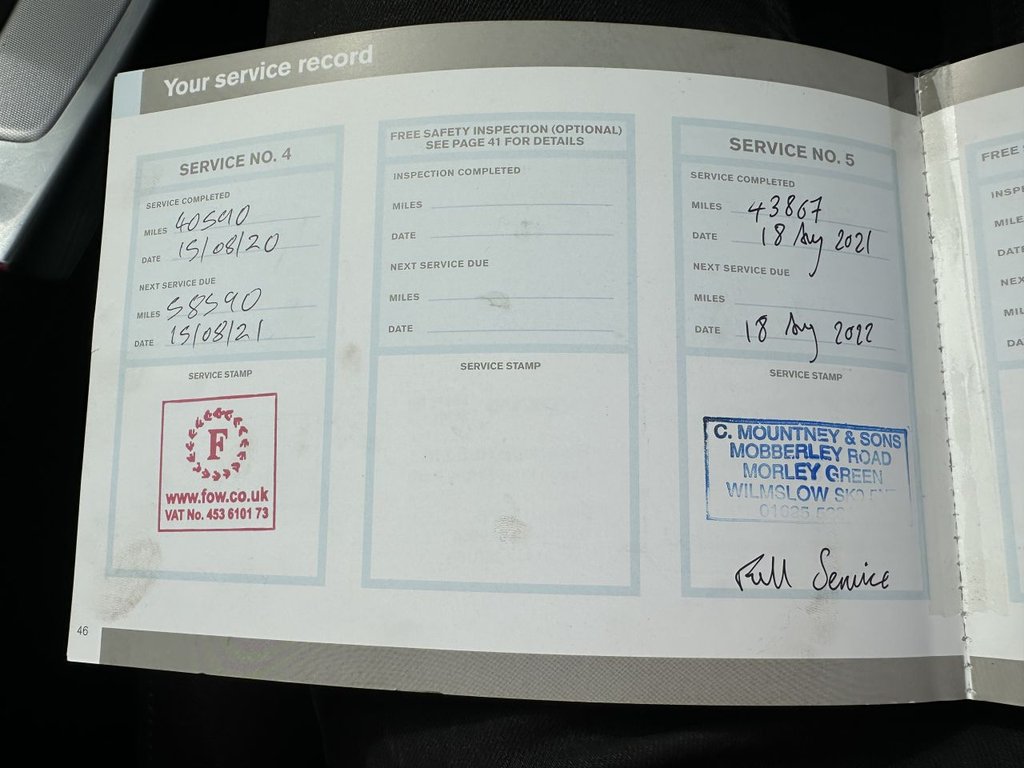 Your service record
SERVICE NO. 4
SERVICE COMPLETED
MILES 40590
DATE 15/08/20
NEXT SERVICE DUE
MILES 58590
DATE 15/08/21
SERVICE STAMP
F
www.fow.co.uk
VAT No. 453 6101 73
FREE SAFETY INSPECTION (OPTIONAL)
SEE PAGE 41 FOR DETAILS
INSPECTION COMPLETED
MILES
DATE
NEXT SERVICE DUE
MILES
DATE
SERVICE STAMP
SERVICE NO. 5
SERVICE COMPLETED
MILES 43867
DATE 18 Aug 2021
NEXT SERVICE DUE
MILES
DATE 18 Aug 2022
SERVICE STAMP
C. MOUNTNEY & SONS
MOBBERLEY ROAD
MORLEY GREEN
WILMSLOW
Full Service
46
FREE